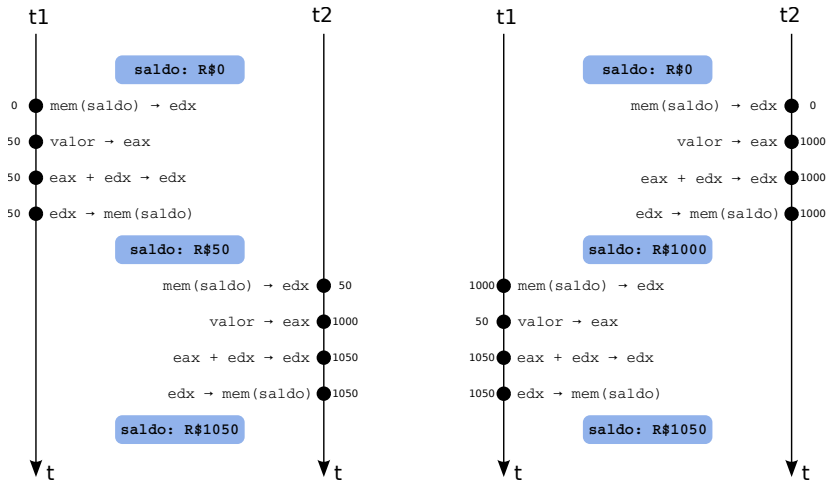 t1
t2
saldo: R$0
0 mem(saldo) → edx
50 valor → eax
50 eax + edx → edx
50 edx → mem(saldo)
saldo: R$50
mem(saldo) → edx 50
valor → eax 1000
eax + edx → edx 1050
edx → mem(saldo) 1050
saldo: R$1050
t
t
t1
t2
saldo: R$0
mem(saldo) → edx 0
valor → eax 1000
eax + edx → edx 1000
edx → mem(saldo) 1000
saldo: R$1000
1000 mem(saldo) → edx
50 valor → eax
1050 eax + edx → edx
1050 edx → mem(saldo)
saldo: R$1050
t
t